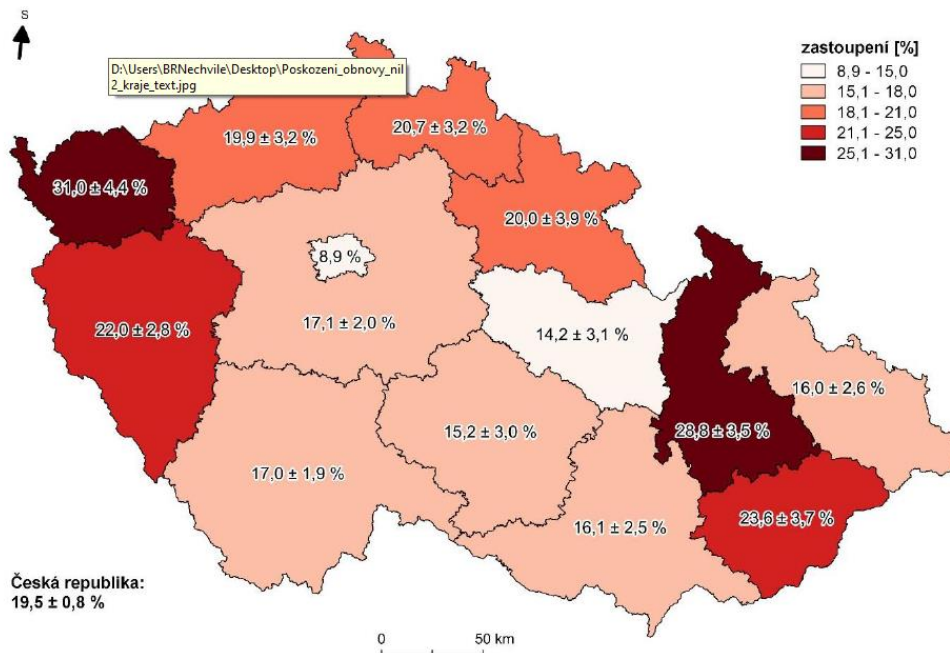 S
D:\Users\BRNechvile\Desktop\Poskozeni_obnovy_nil
2_kraje_text.jpg
zastoupení [%]
8,9 - 15,0
15,1 - 18,0
18,1 - 21,0
21,1 - 25,0
25,1 - 31,0
19,9 ± 3,2 %
20,7 ± 3,2 %
31,0 ± 4,4 %
20,0 ± 3,9 %
8,9 %
22,0 ± 2,8 %
17,1 ± 2,0 %
14,2 ± 3,1 %
16,0 ± 2,6 %
15,2 ± 3,0 %
28,8 ± 3,5 %
17,0 ± 1,9 %
16,1 ± 2,5 %
23,6 ± 3,7 %
Česká republika:
19,5 ± 0,8 %
0 50 km